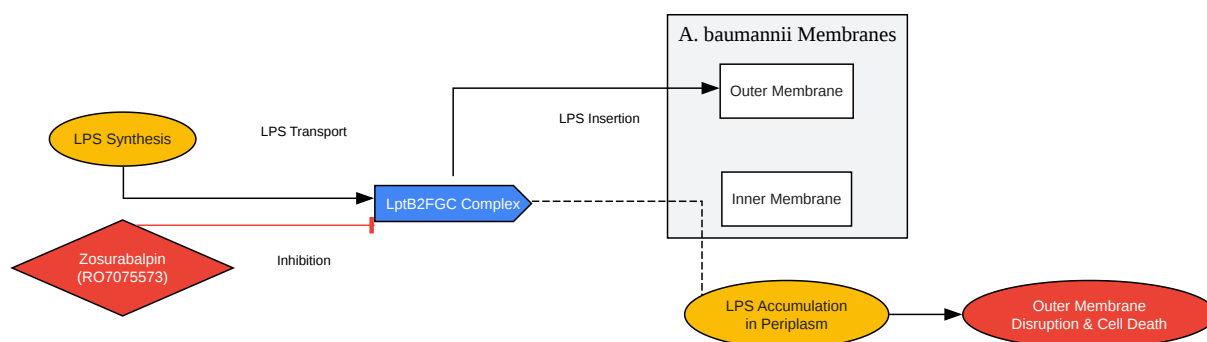 A. baumannii Membranes
Outer Membrane
LPS Insertion
LPS Transport
LPS Synthesis
LptB2FGC Complex
Inner Membrane
Zosurabalpin
(RO7075573)
Inhibition
LPS Accumulation
in Periplasm
Outer Membrane
Disruption & Cell Death